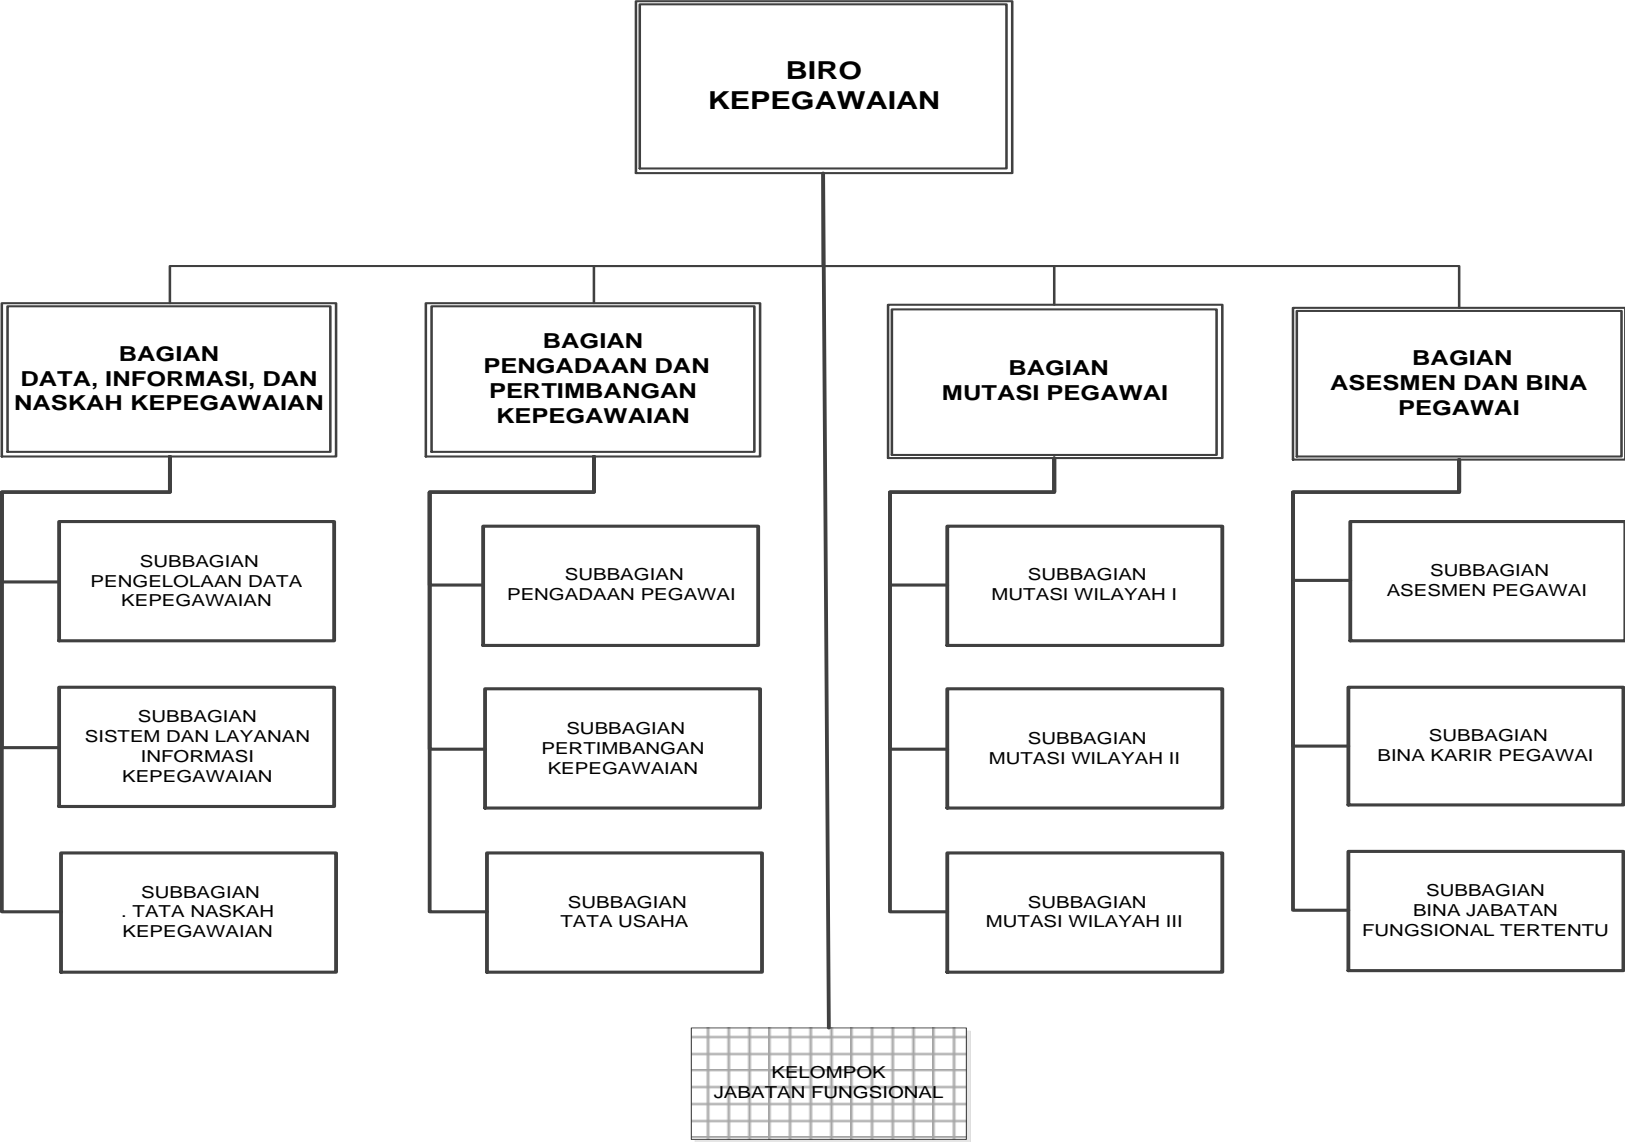 BIRO
KEPEGAWAIAN
BAGIAN
DATA, INFORMASI, DAN
NASKAH KEPEGAWAIAN
BAGIAN
PENGADAAN DAN
PERTIMBANGAN
KEPEGAWAIAN
BAGIAN
MUTASI PEGAWAI
BAGIAN
ASESMEN DAN BINA
PEGAWAI
SUBBAGIAN
PENGELOLAAN DATA
KEPEGAWAIAN
SUBBAGIAN
SISTEM DAN LAYANAN
INFORMASI
KEPEGAWAIAN
SUBBAGIAN
. TATA NASKAH
KEPEGAWAIAN
SUBBAGIAN
PENGADAAN PEGAWAI
SUBBAGIAN
PERTIMBANGAN
KEPEGAWAIAN
SUBBAGIAN
TATA USAHA
SUBBAGIAN
MUTASI WILAYAH I
SUBBAGIAN
MUTASI WILAYAH II
SUBBAGIAN
MUTASI WILAYAH III
SUBBAGIAN
ASESMEN PEGAWAI
SUBBAGIAN
BINA KARIR PEGAWAI
SUBBAGIAN
BINA JABATAN
FUNGSIONAL TERTENTU
KELOMPOK
JABATAN FUNGSIONAL